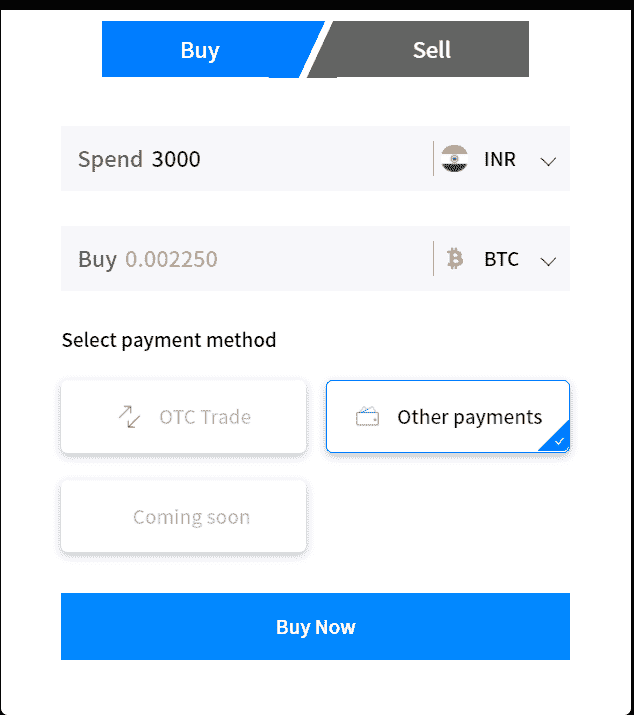 Buy Sell
Spend 3000 INR
Buy 0.002250 BTC
Select payment method
OTC Trade Other payments
Coming soon
Buy Now